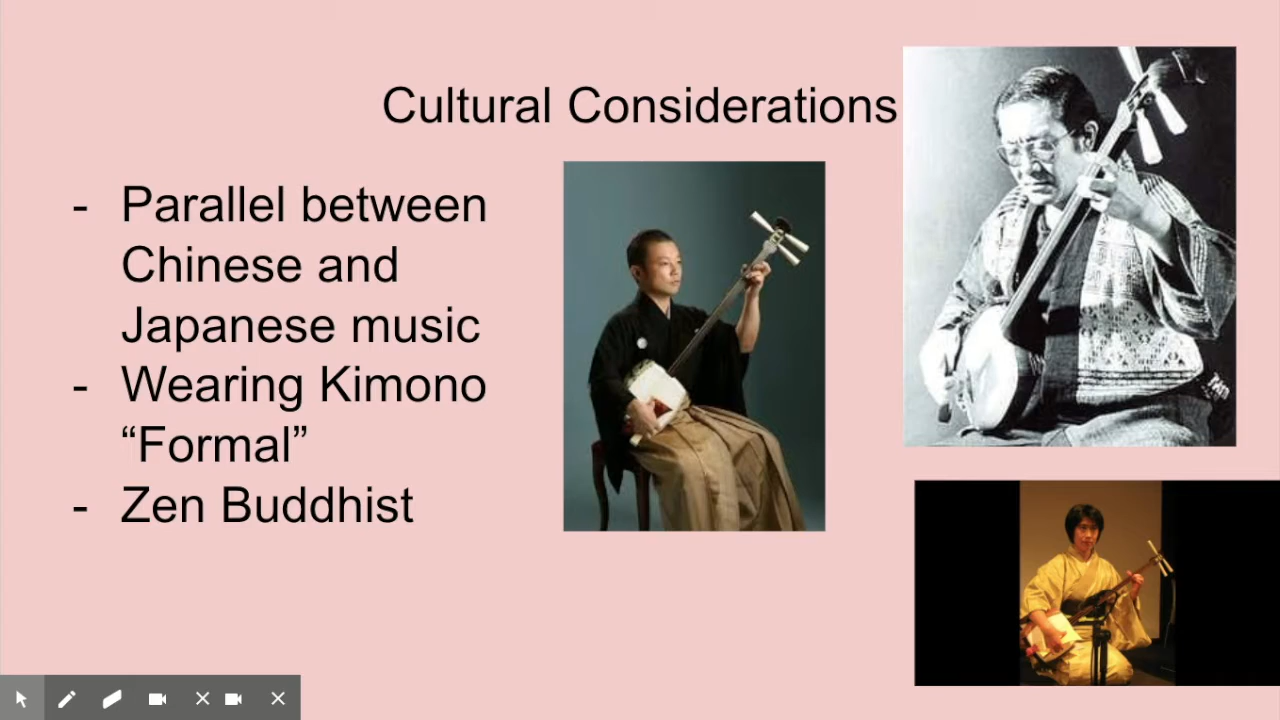 Cultural Considerations
- Parallel between
Chinese and
Japanese music
- Wearing Kimono
“Formal”
- Zen Buddhist